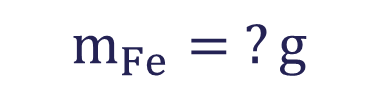 m_Fe = ? g